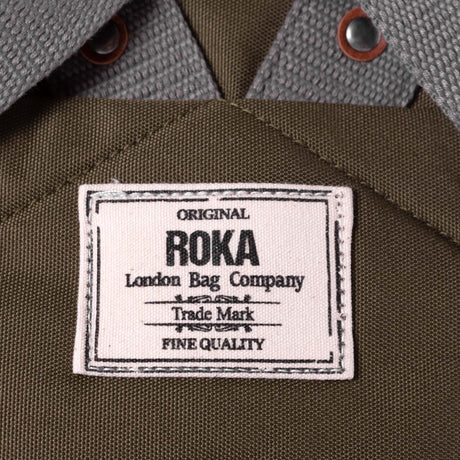 ORIGINAL
ROKA
London Bag Company
Trade Mark
FINE QUALITY